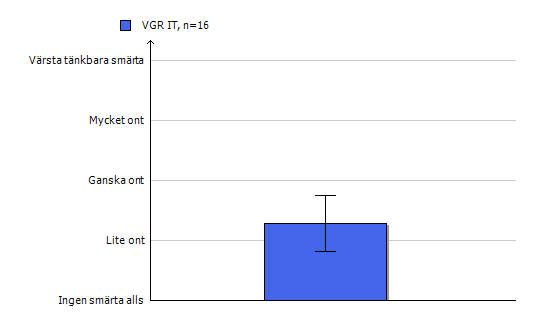 VGR IT, n=16
Värsta tänkbara smärta
Mycket ont
Ganska ont
Lite ont
Ingen smärta alls